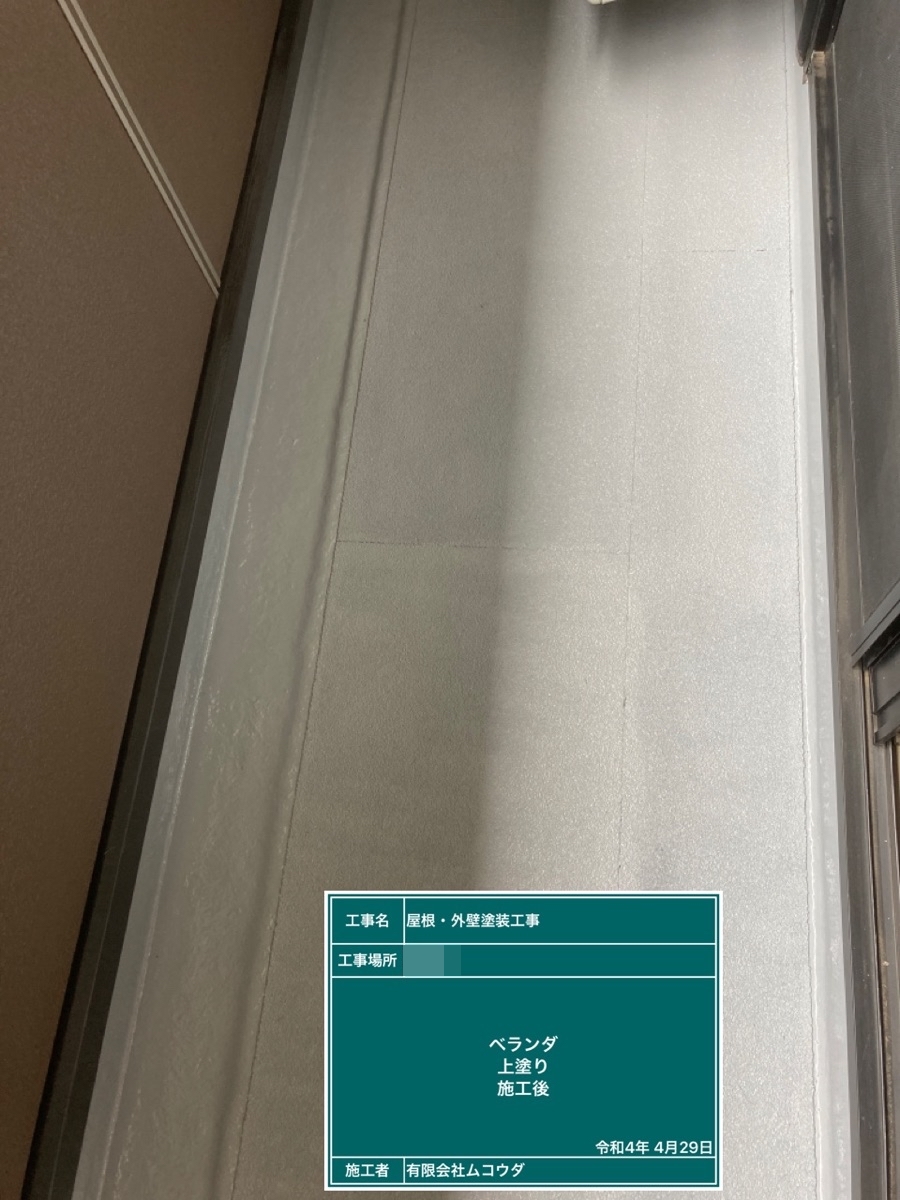 工事名 屋根・外壁塗装工事
工事場所
ベランダ
上塗り
施工後
令和4年 4月29日
施工者 有限会社ムコウダ